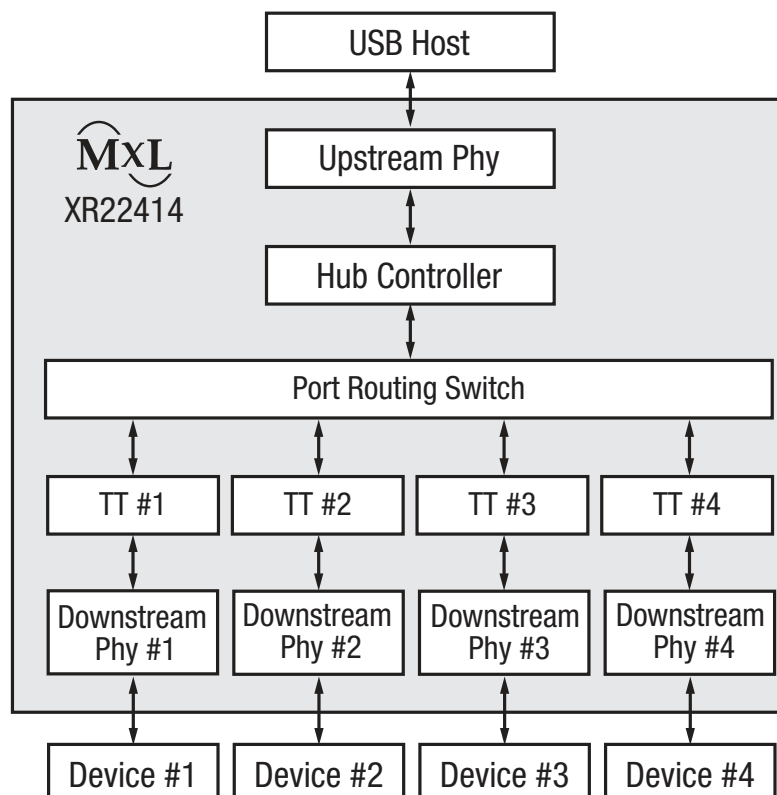 USB Host
MxL
XR22414
Upstream Phy
Hub Controller
Port Routing Switch
TT #1
TT #2
TT #3
TT #4
Downstream
Phy #1
Downstream
Phy #2
Downstream
Phy #3
Downstream
Phy #4
Device #1
Device #2
Device #3
Device #4